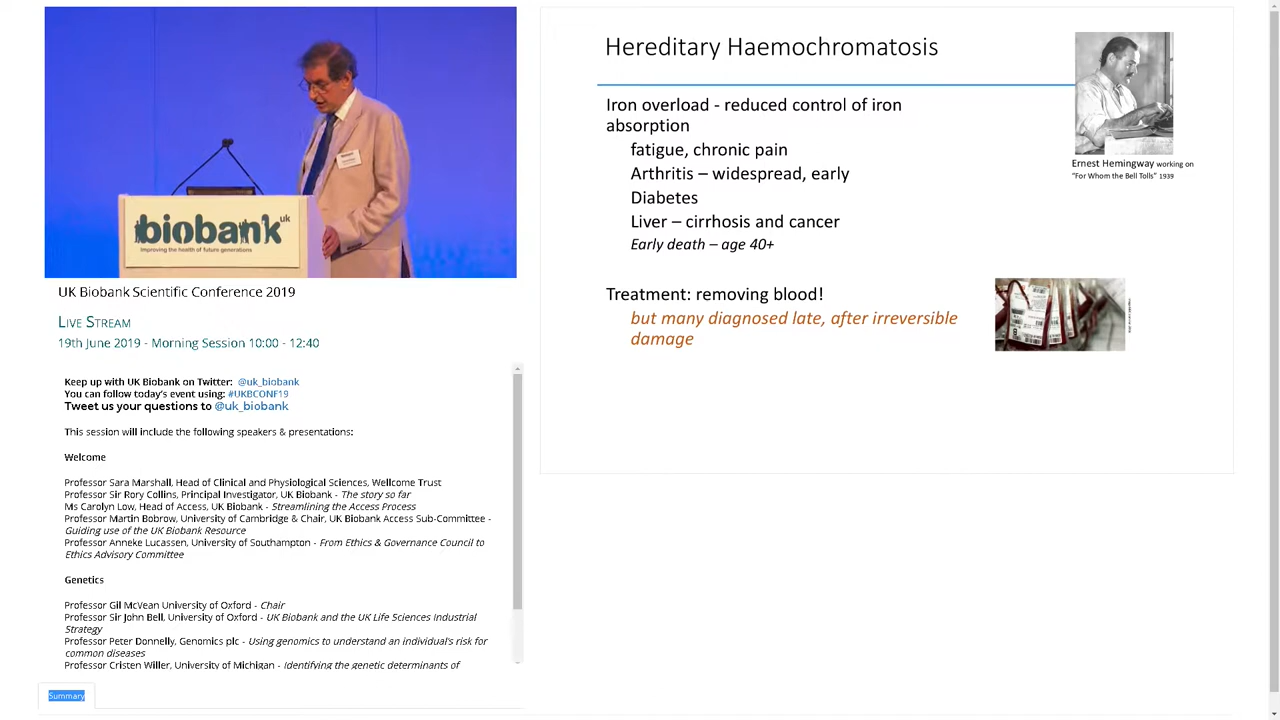 biobank uk
Improving the health of future generations
UK Biobank Scientific Conference 2019
Live Stream
19th June 2019 - Morning Session 10:00 - 12:40
Keep up with UK Biobank on Twitter: @uk_biobank
You can follow today's event using: #UKBCONF19
Tweet us your questions to @uk_biobank
This session will include the following speakers & presentations:
Welcome
Professor Sara Marshall, Head of Clinical and Physiological Sciences, Wellcome Trust
Professor Sir Rory Collins, Principal Investigator, UK Biobank - The story so far
Ms Carolyn Low, Head of Access, UK Biobank - Streamlining the Access Process
Professor Martin Bobrow, University of Cambridge & Chair, UK Biobank Access Sub-Committee -
Guiding use of the UK Biobank Resource
Professor Anneke Lucassen, University of Southampton - From Ethics & Governance Council to
Ethics Advisory Committee
Genetics
Professor Gil McVean University of Oxford - Chair
Professor Sir John Bell, University of Oxford - UK Biobank and the UK Life Sciences Industrial
Strategy
Professor Peter Donnelly, Genomics plc - Using genomics to understand an individual's risk for
common diseases
Professor Cristen Willer, University of Michigan - Identifying the genetic determinants of
Summary
Hereditary Haemochromatosis
Iron overload - reduced control of iron
absorption
fatigue, chronic pain
Arthritis – widespread, early
Diabetes
Liver – cirrhosis and cancer
Early death – age 40+
Treatment: removing blood!
but many diagnosed late, after irreversible
damage
Ernest Hemingway working on
"For Whom the Bell Tolls" 1939